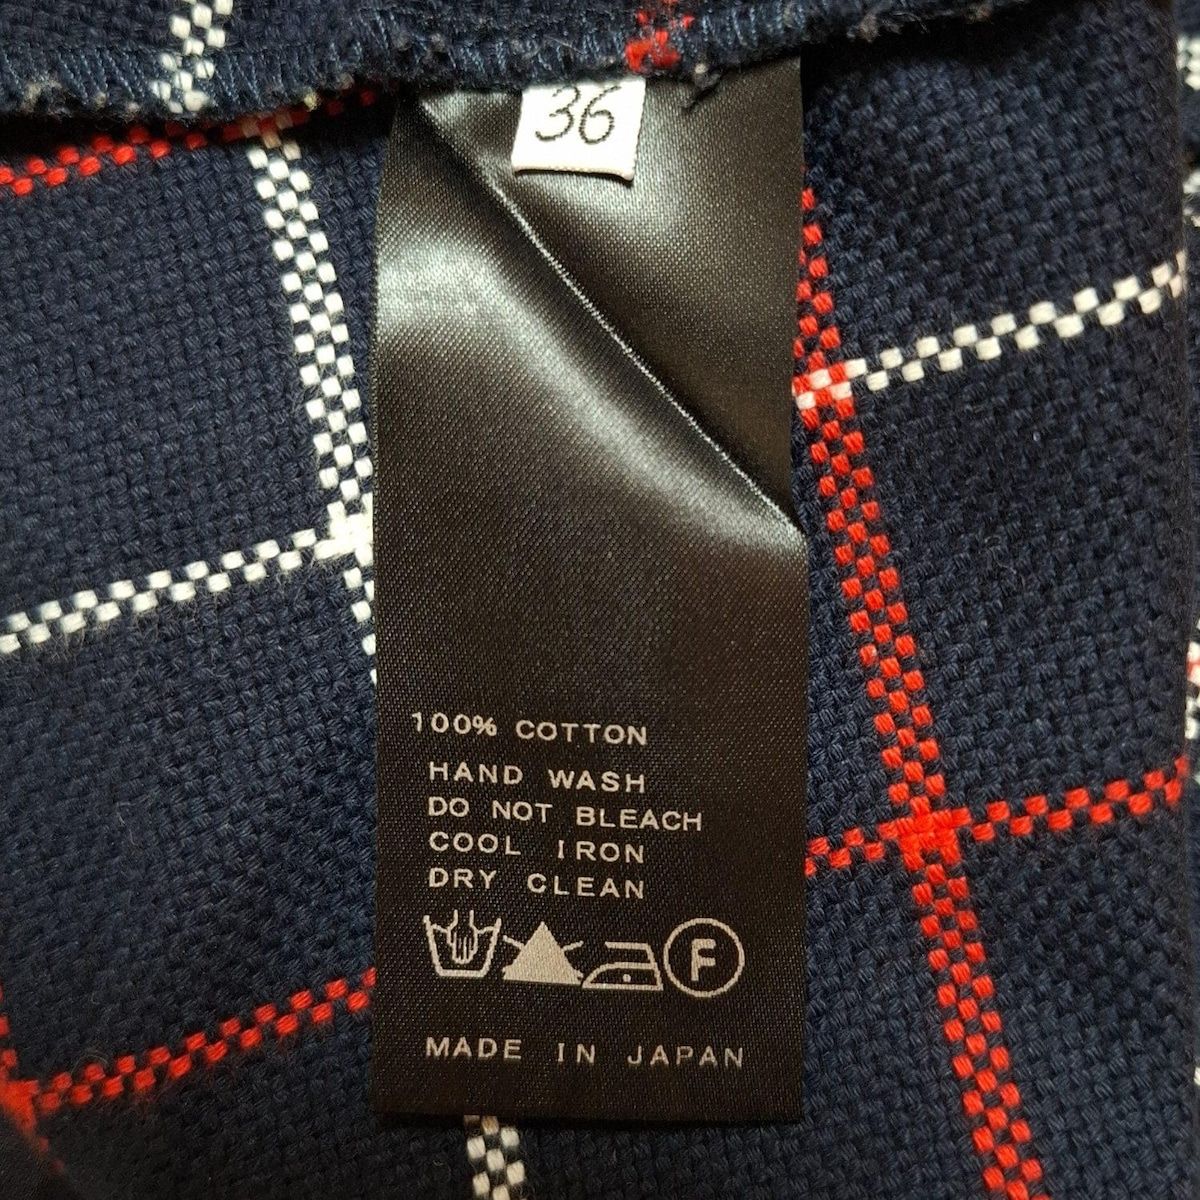 36
100% COTTON
HAND WASH
DO NOT BLEACH
COOL IRON
DRY CLEAN
F
MADE IN JAPAN